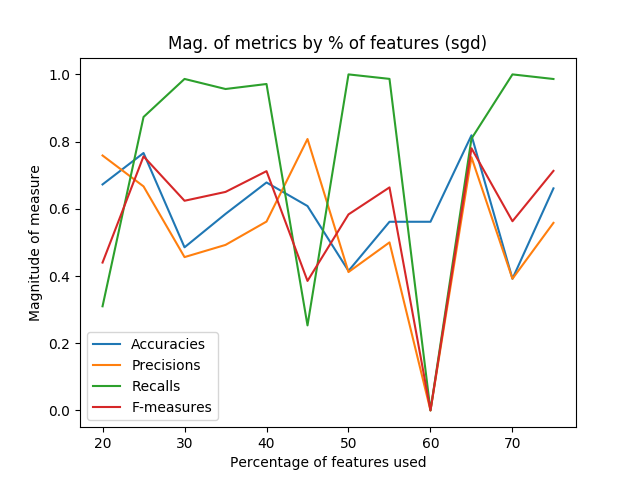 Mag. of metrics by % of features (sgd)
1.0
0.8
0.6
0.4
0.2
0.0
Magnitude of measure
Accuracies
Precisions
Recalls
F-measures
20 30 40 50 60 70
Percentage of features used